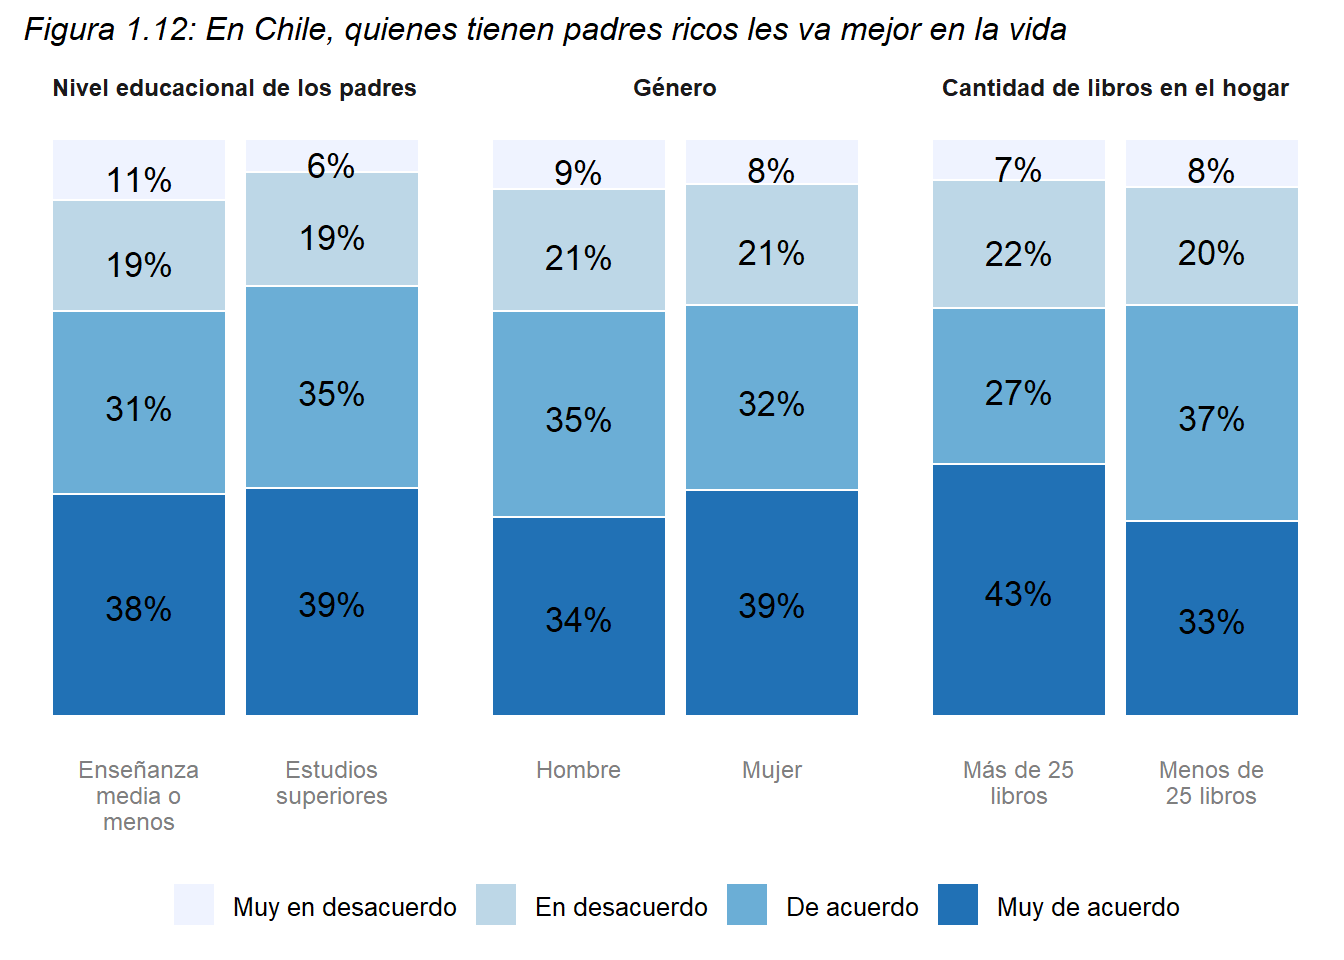 Figura 1.12: En Chile, quienes tienen padres ricos les va mejor en la vida
Nivel educacional de los padres
11%
19%
31%
38%
6%
19%
35%
39%
Enseñanza
media o
menos
Estudios
superiores
Género
9%
21%
35%
34%
8%
21%
32%
39%
Hombre
Mujer
Cantidad de libros en el hogar
7%
22%
27%
43%
8%
20%
37%
33%
Más de 25
libros
Menos de
25 libros
Muy en desacuerdo
En desacuerdo
De acuerdo
Muy de acuerdo